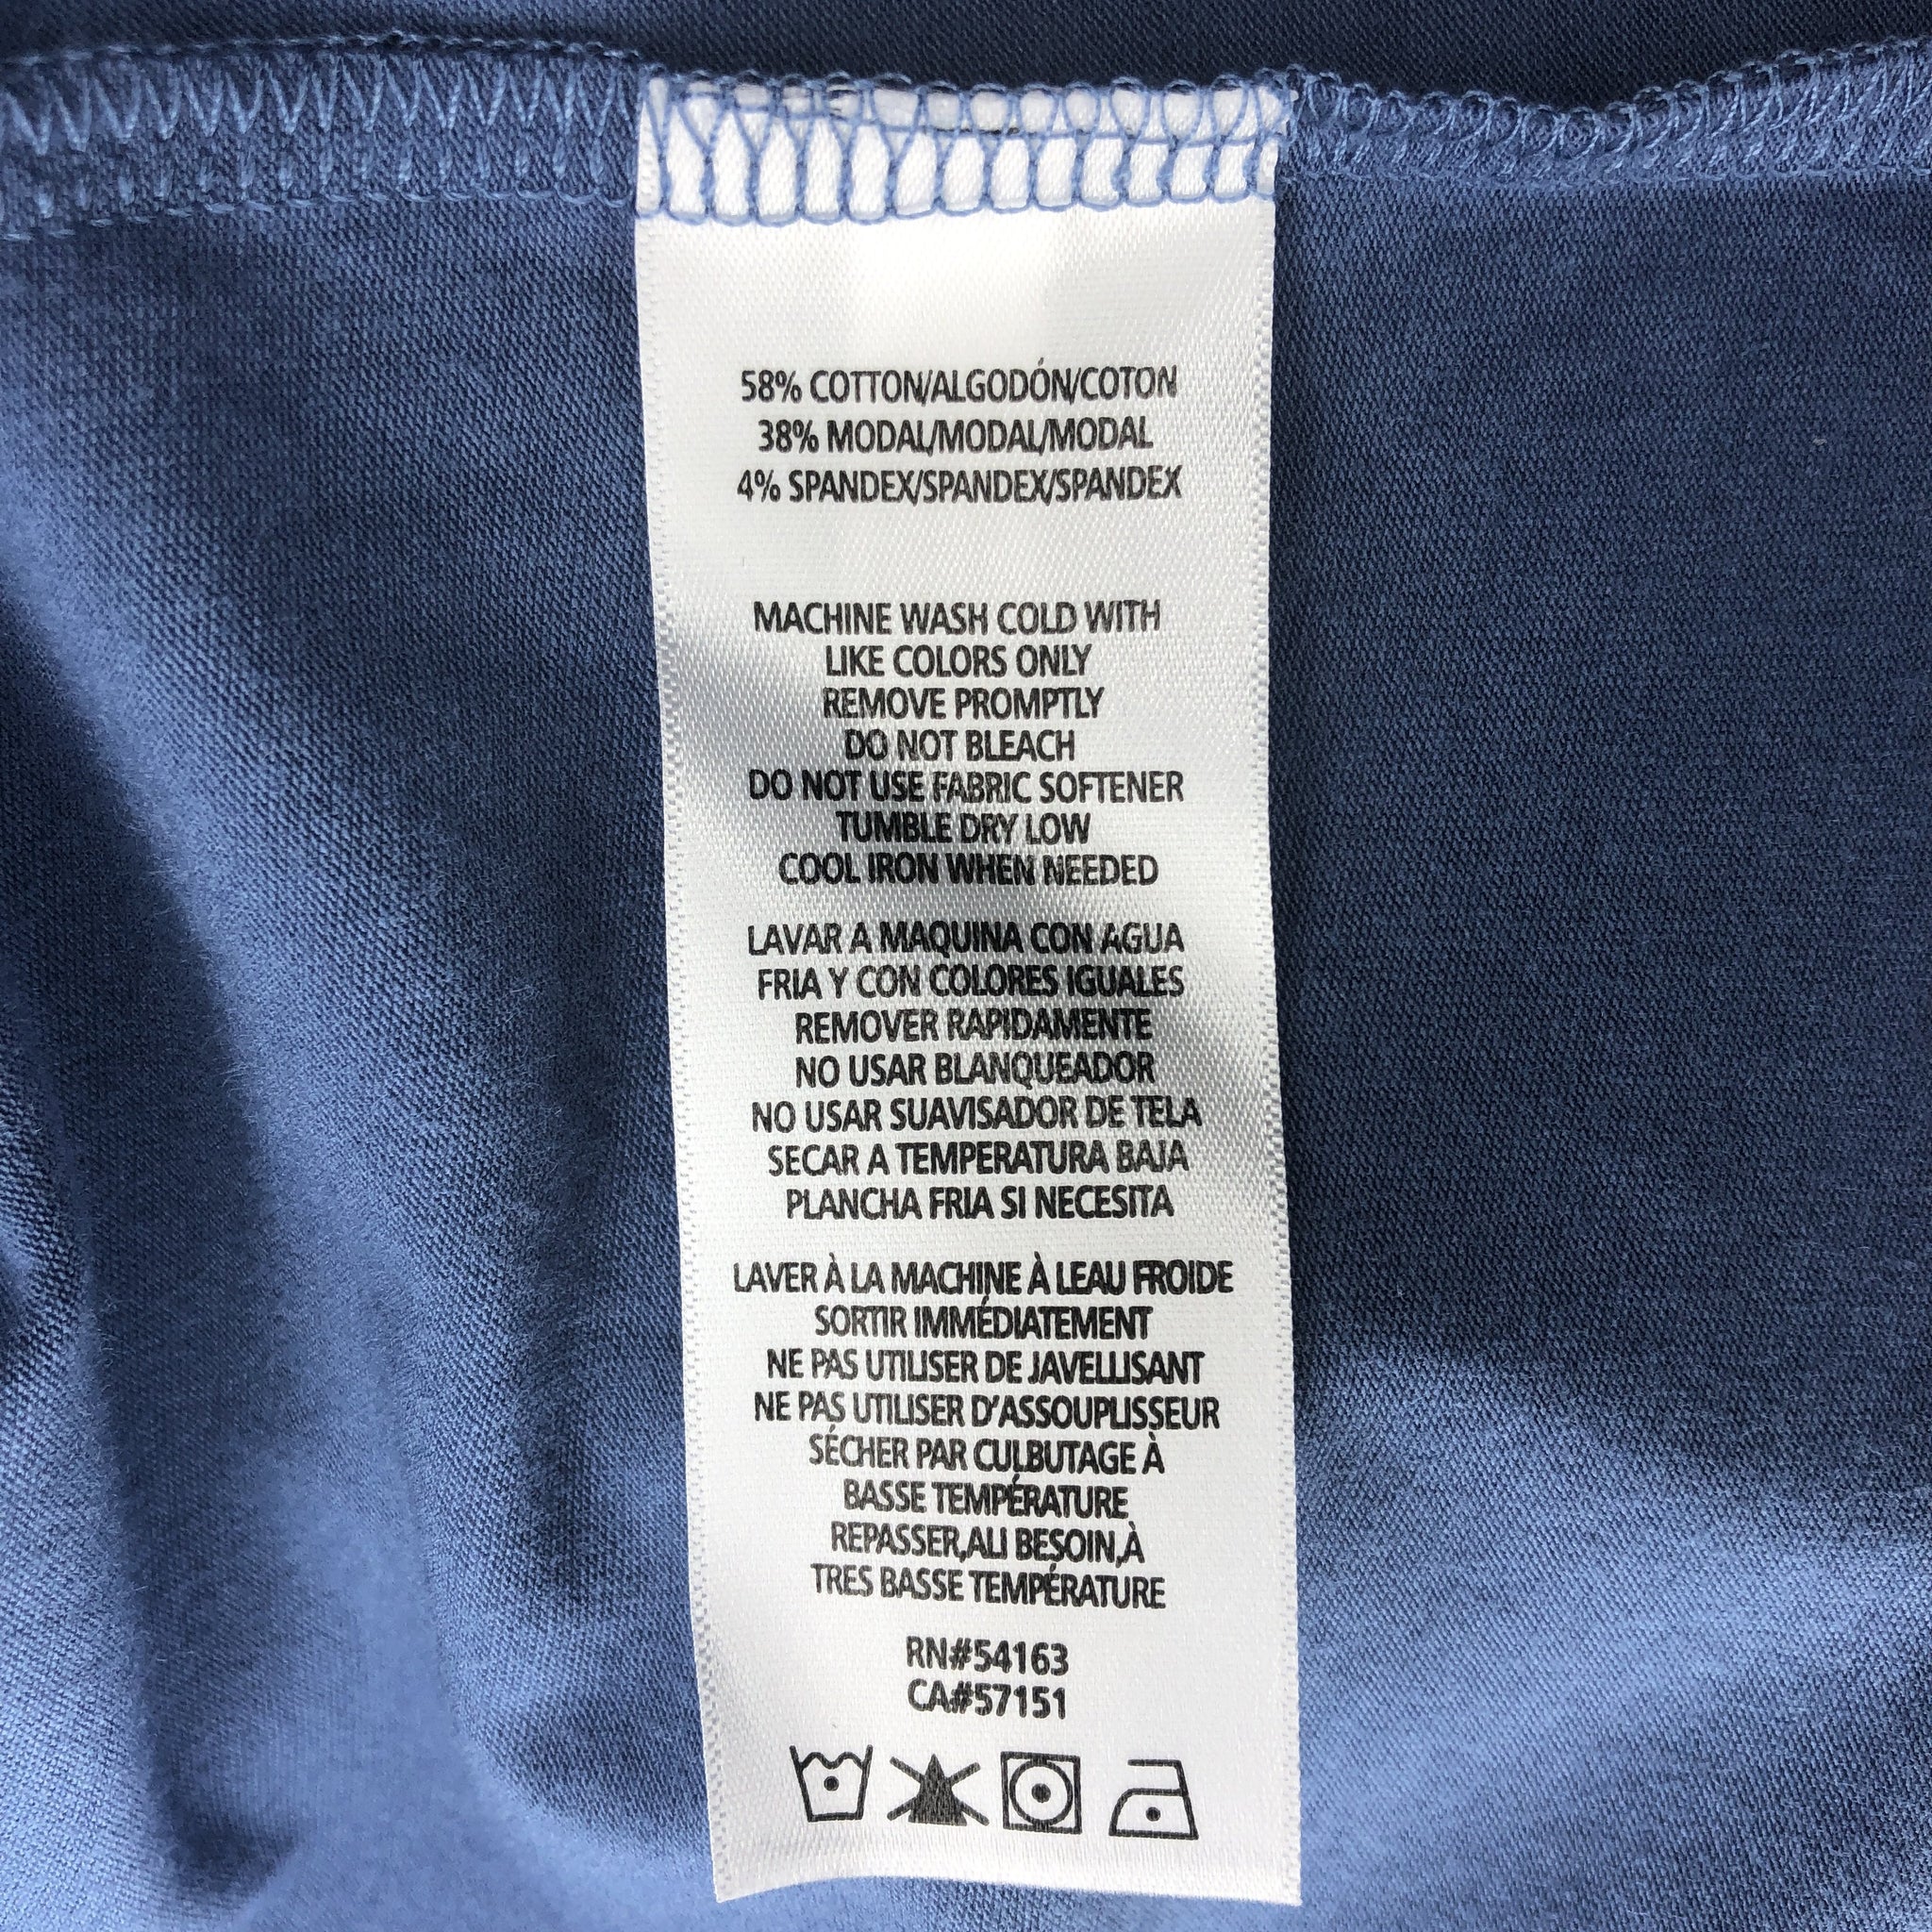 58% COTTON/ALGODÓN/COTON
38% MODAL/MODAL/MODAL
4% SPANDEX/SPANDEX/SPANDEX
MACHINE WASH COLD WITH
LIKE COLORS ONLY
REMOVE PROMPTLY
DO NOT BLEACH
DO NOT USE FABRIC SOFTENER
TUMBLE DRY LOW
COOL IRON WHEN NEEDED
LAVAR A MAQUINA CON AGUA
FRIA Y CON COLORES IGUALES
REMOVER RAPIDAMENTE
NO USAR BLANQUEADOR
NO USAR SUAVISADOR DE TELA
SECAR A TEMPERATURA BAJA
PLANCHA FRIA SI NECESITA
LAVER À LA MACHINE À LEAU FROIDE
SORTIR IMMÉDIATEMENT
NE PAS UTILISER DE JAVELLISANT
NE PAS UTILISER D'ASSOUPLISSEUR
SÉCHER PAR CULBUTAGE À
BASSE TEMPÉRATURE
REPASSER,ALI BESOIN,À
TRES BASSE TEMPÉRATURE
RN#54163
CA#57151